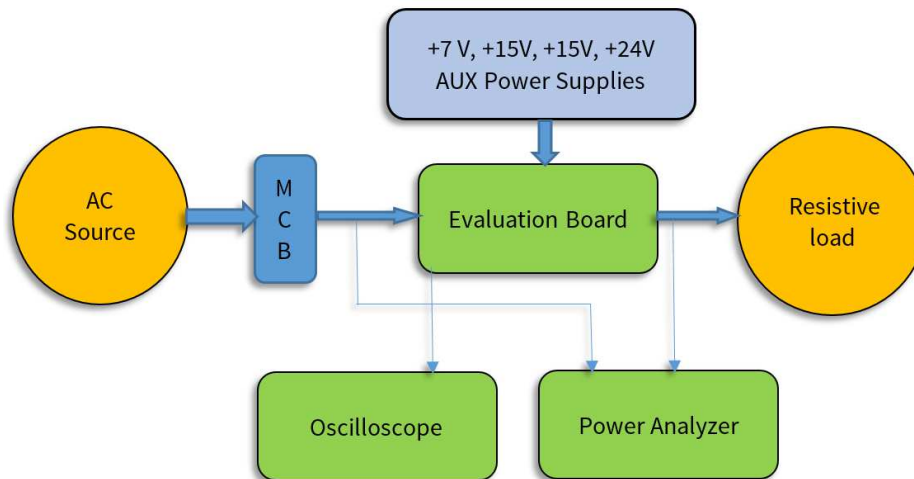 +7 V, +15V, +15V, +24V
AUX Power Supplies
AC
Source
M
C
B
Evaluation Board
Resistive
load
Oscilloscope
Power Analyzer